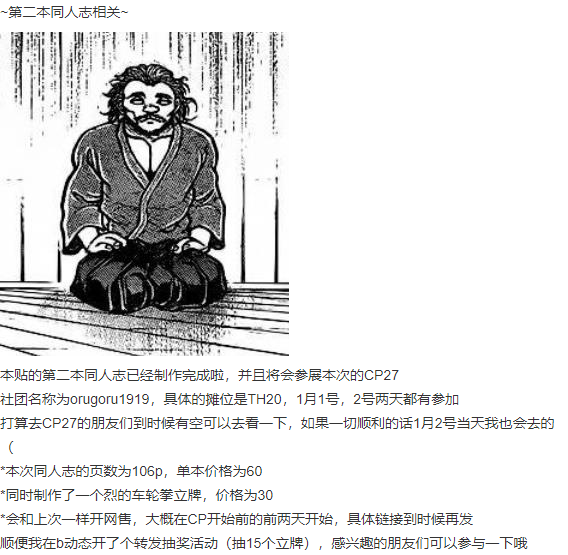 ~第二本同人志相关~
本贴的第二本同人志已经制作完成啦，并且将会参展本次的CP27
社团名称为orugoru1919，具体的摊位是TH20，1月1号，2号两天都有参加
打算去CP27的朋友们到时候有空可以去看一下，如果一切顺利的话1月2号当天我也会去的
（
*本次同人志的页数为106p，单本价格为60
*同时制作了一个烈的车轮拳立牌，价格为30
*会和上次一样开网售，大概在CP开始前的前两天开始，具体链接到时候再发
顺便我在b动态开了个转发抽奖活动（抽15个立牌），感兴趣的朋友们可以参与一下哦